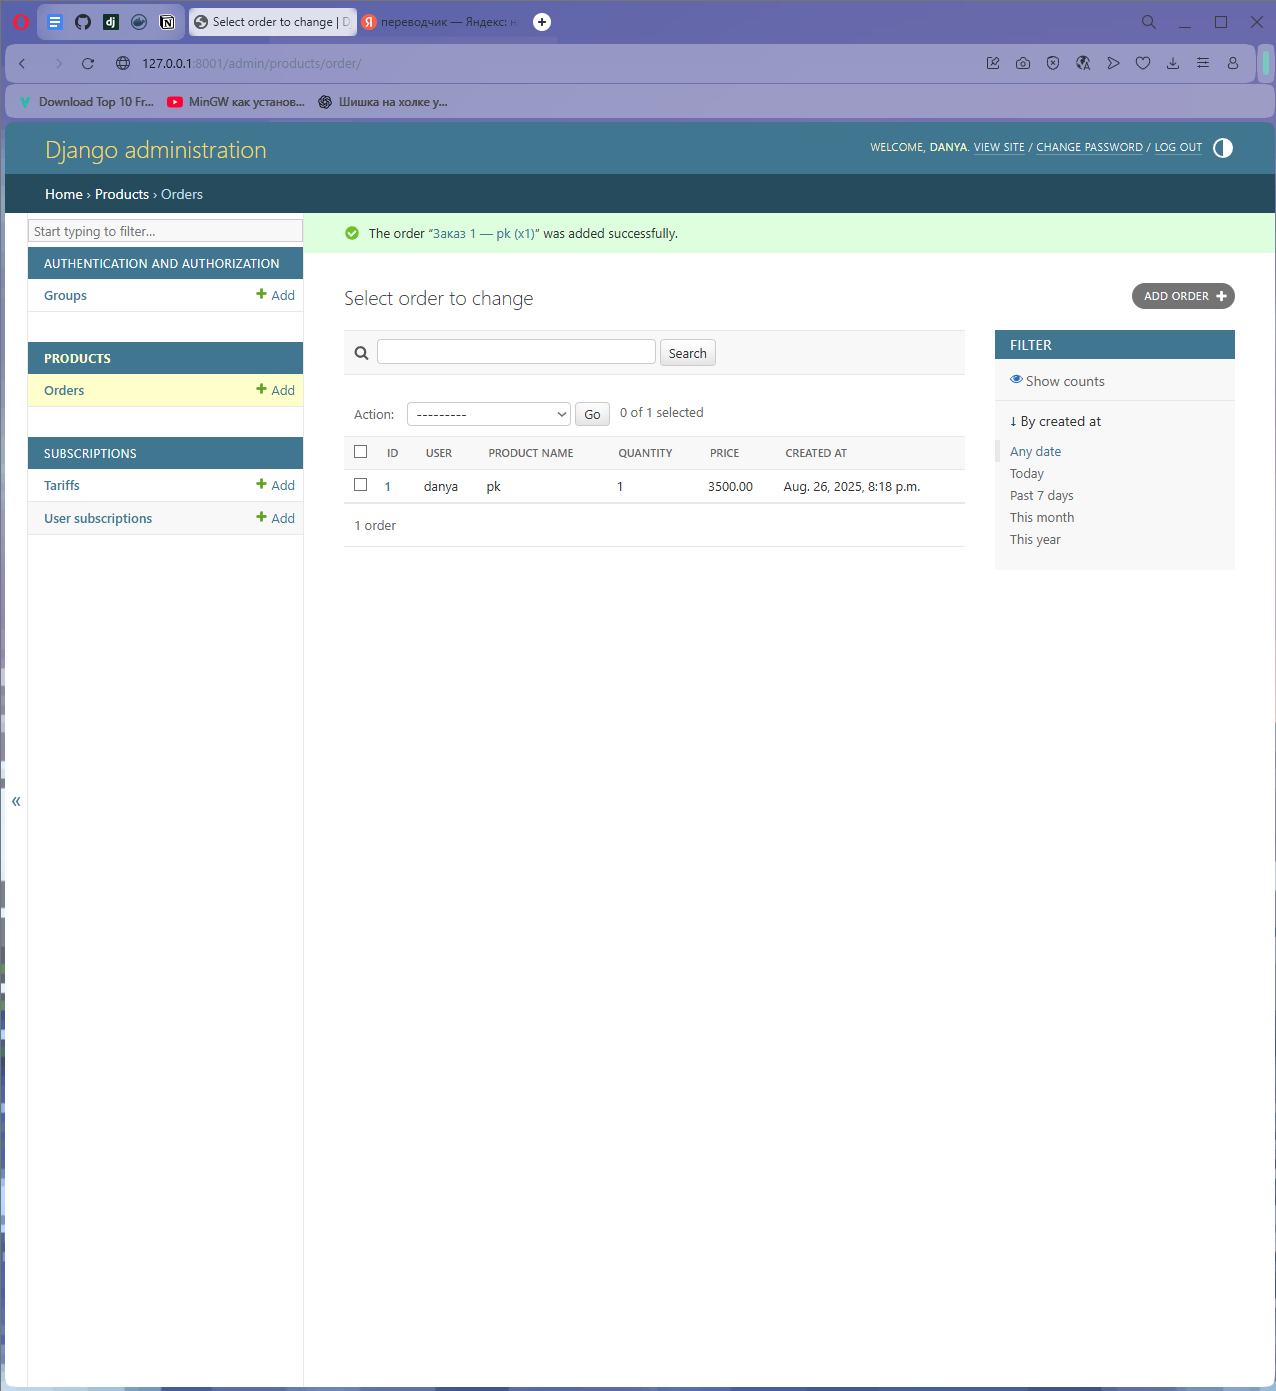 Select order to change | D
переводчик — Яндекс: н
127.0.0.1:8001/admin/products/order/
Download Top 10 Fr...
MinGW как установ...
Шишка на холке у...
Django administration
WELCOME, DANYA. VIEW SITE / CHANGE PASSWORD / LOG OUT
Home › Products › Orders
Start typing to filter...
AUTHENTICATION AND AUTHORIZATION
Groups
Add
PRODUCTS
Orders
Add
SUBSCRIPTIONS
Tariffs
Add
User subscriptions
Add
«
The order “Заказ 1 — pk (x1)” was added successfully.
Select order to change
ADD ORDER
Search
Action:
---------
Go
0 of 1 selected
ID USER PRODUCT NAME QUANTITY PRICE CREATED AT
1 danya pk 1 3500.00 Aug. 26, 2025, 8:18 p.m.
1 order
FILTER
Show counts
↓ By created at
Any date
Today
Past 7 days
This month
This year